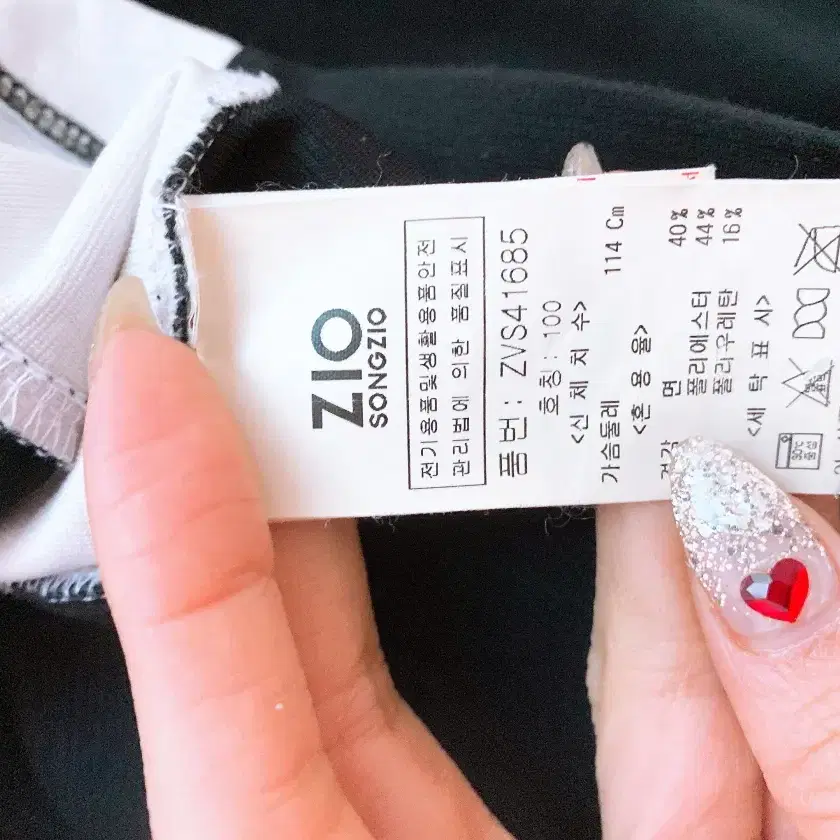 ZIO
SONGZIO
전기용품및생활용품안전
관리법에 의한 품질표시
품번 : ZVS41685
호칭 : 100
<신 체 치 수>
가슴둘레 114 Cm
<혼 용 율>
겉감 면 40%
폴리에스터 44%
폴리우레탄 16%
<세 탁 표 시>